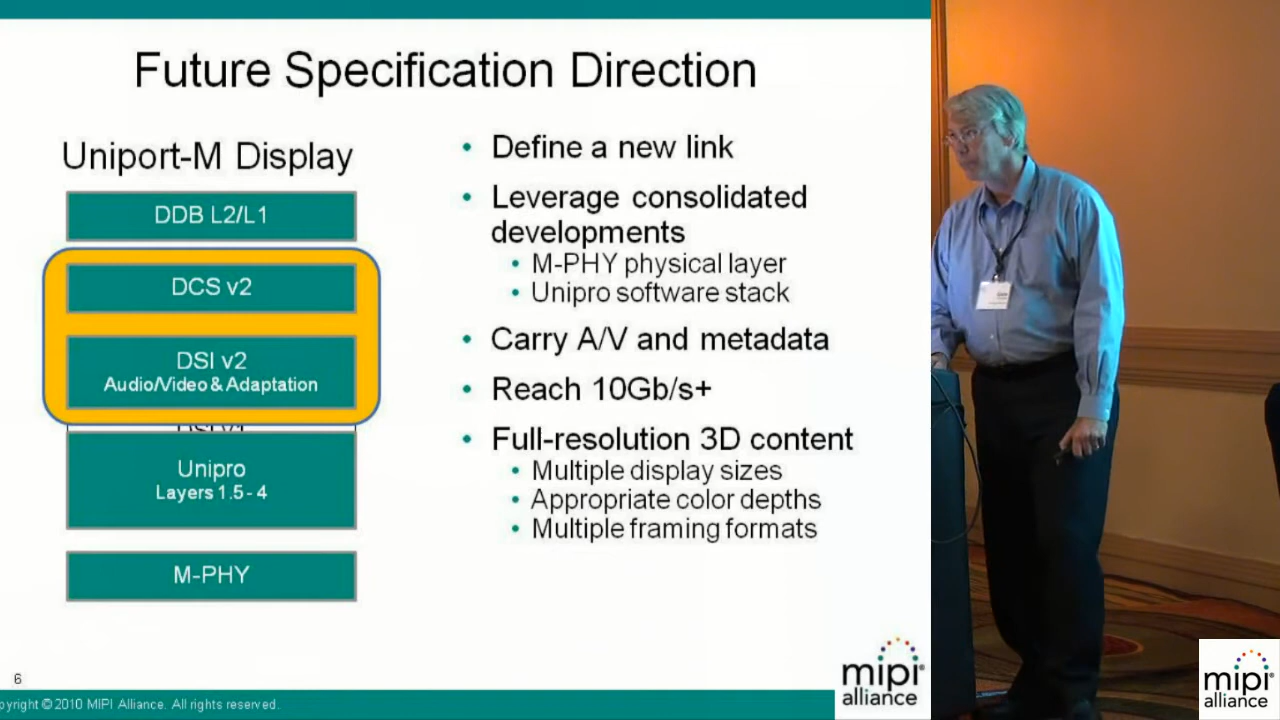 Future Specification Direction
Uniport-M Display
DDB L2/L1
DCS v2
DSI v2
Audio/Video & Adaptation
Unipro
Layers 1.5 - 4
M-PHY
• Define a new link
• Leverage consolidated
developments
• M-PHY physical layer
• Unipro software stack
• Carry A/V and metadata
• Reach 10Gb/s+
• Full-resolution 3D content
• Multiple display sizes
• Appropriate color depths
• Multiple framing formats
6
pyright © 2010 MIPI Alliance. All rights reserved.
mipi
alliance
mipi
alliance